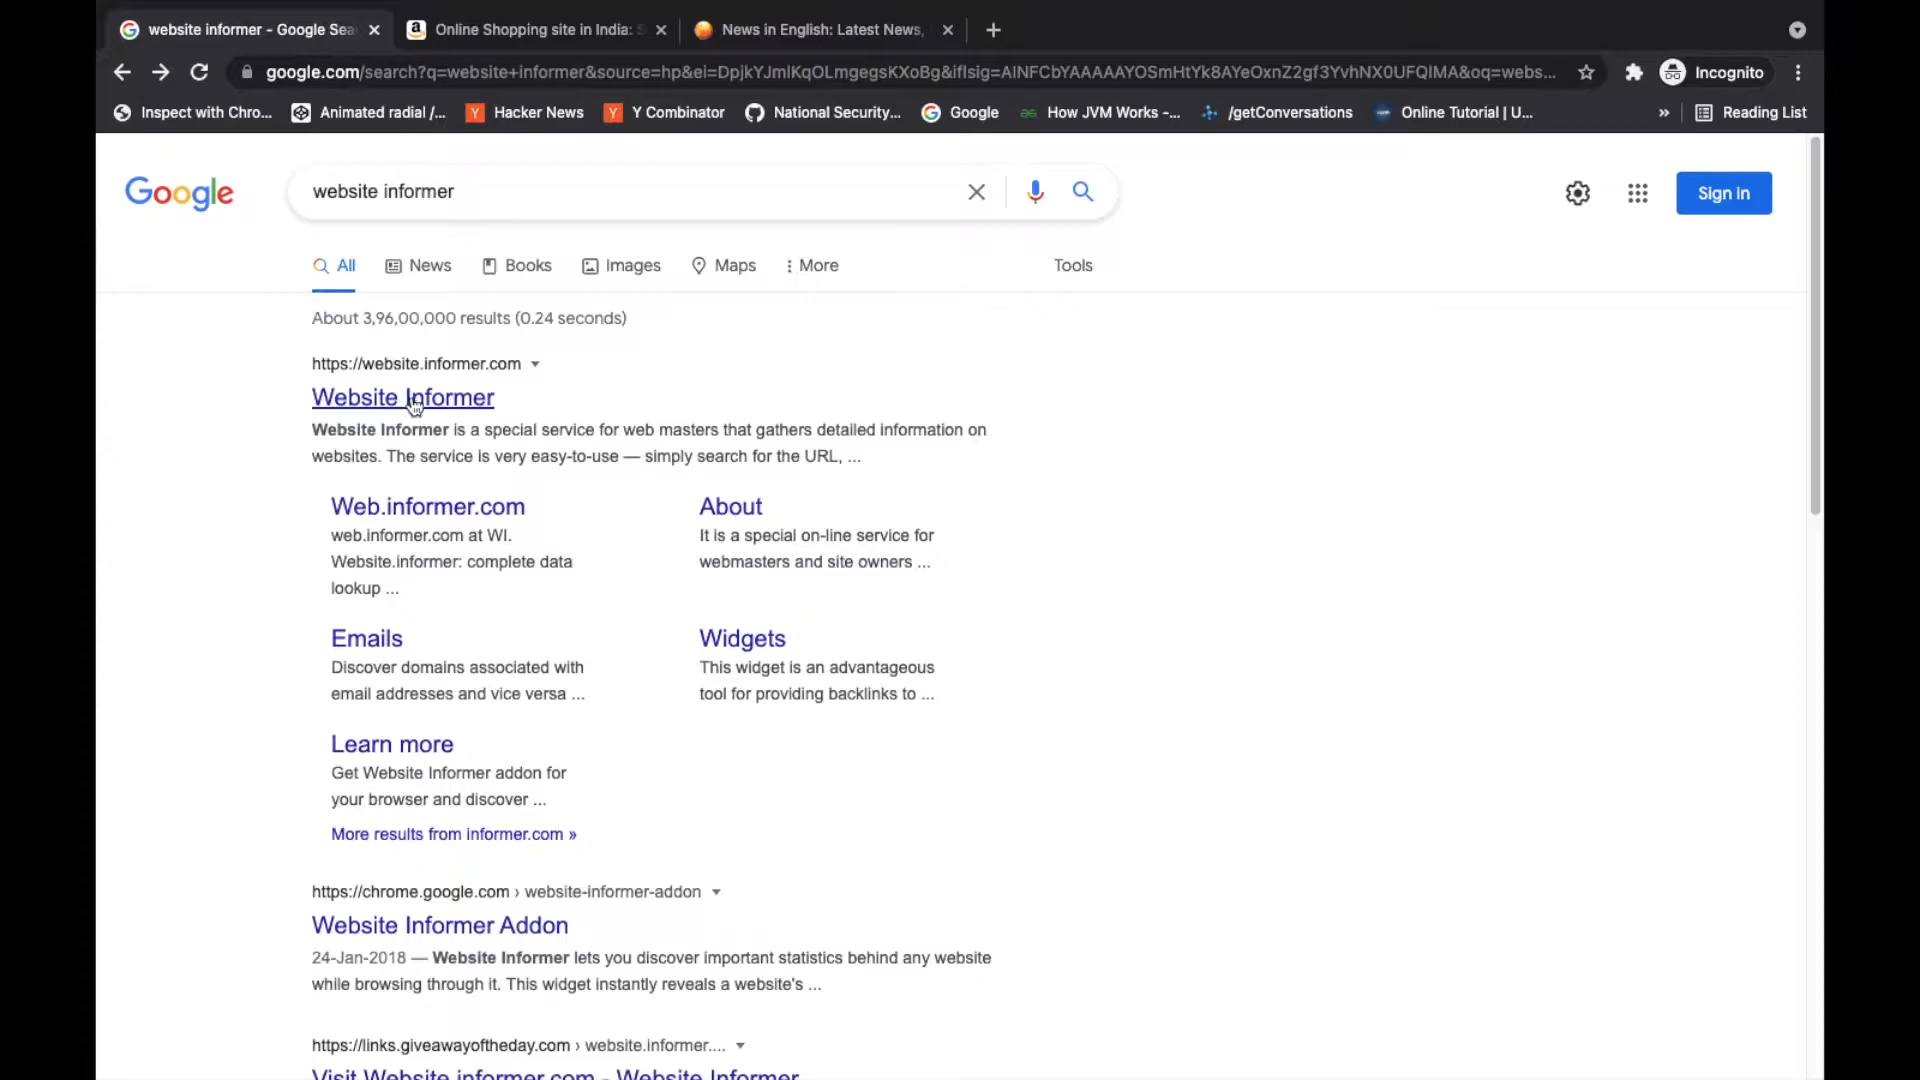 website informer - Google Sea
Online Shopping site in India: S
News in English: Latest News,
google.com/search?q=website+informer&source=hp&ei=DpjkYJmlKqOLmgegsKXoBg&iflsig=AINFCbYAAAAAYOSmHtYk8AYeOxnZ2gf3YvhNX0UFQIMA&oq=webs...
Incognito
Inspect with Chro...
Animated radial /...
Hacker News
Y Combinator
National Security...
Google
How JVM Works -...
/getConversations
Online Tutorial | U...
»
Reading List
Google
website informer
Sign in
All
News
Books
Images
Maps
More
Tools
About 3,96,00,000 results (0.24 seconds)
https://website.informer.com
Website Informer
Website Informer is a special service for web masters that gathers detailed information on
websites. The service is very easy-to-use — simply search for the URL, ...
Web.informer.com
web.informer.com at WI.
Website.informer: complete data
lookup ...
About
It is a special on-line service for
webmasters and site owners ...
Emails
Discover domains associated with
email addresses and vice versa ...
Widgets
This widget is an advantageous
tool for providing backlinks to ...
Learn more
Get Website Informer addon for
your browser and discover ...
More results from informer.com »
https://chrome.google.com › website-informer-addon
Website Informer Addon
24-Jan-2018 — Website Informer lets you discover important statistics behind any website
while browsing through it. This widget instantly reveals a website's ...
https://links.giveawayoftheday.com › website.informer....
Visit Website.informer.com - Website Informer